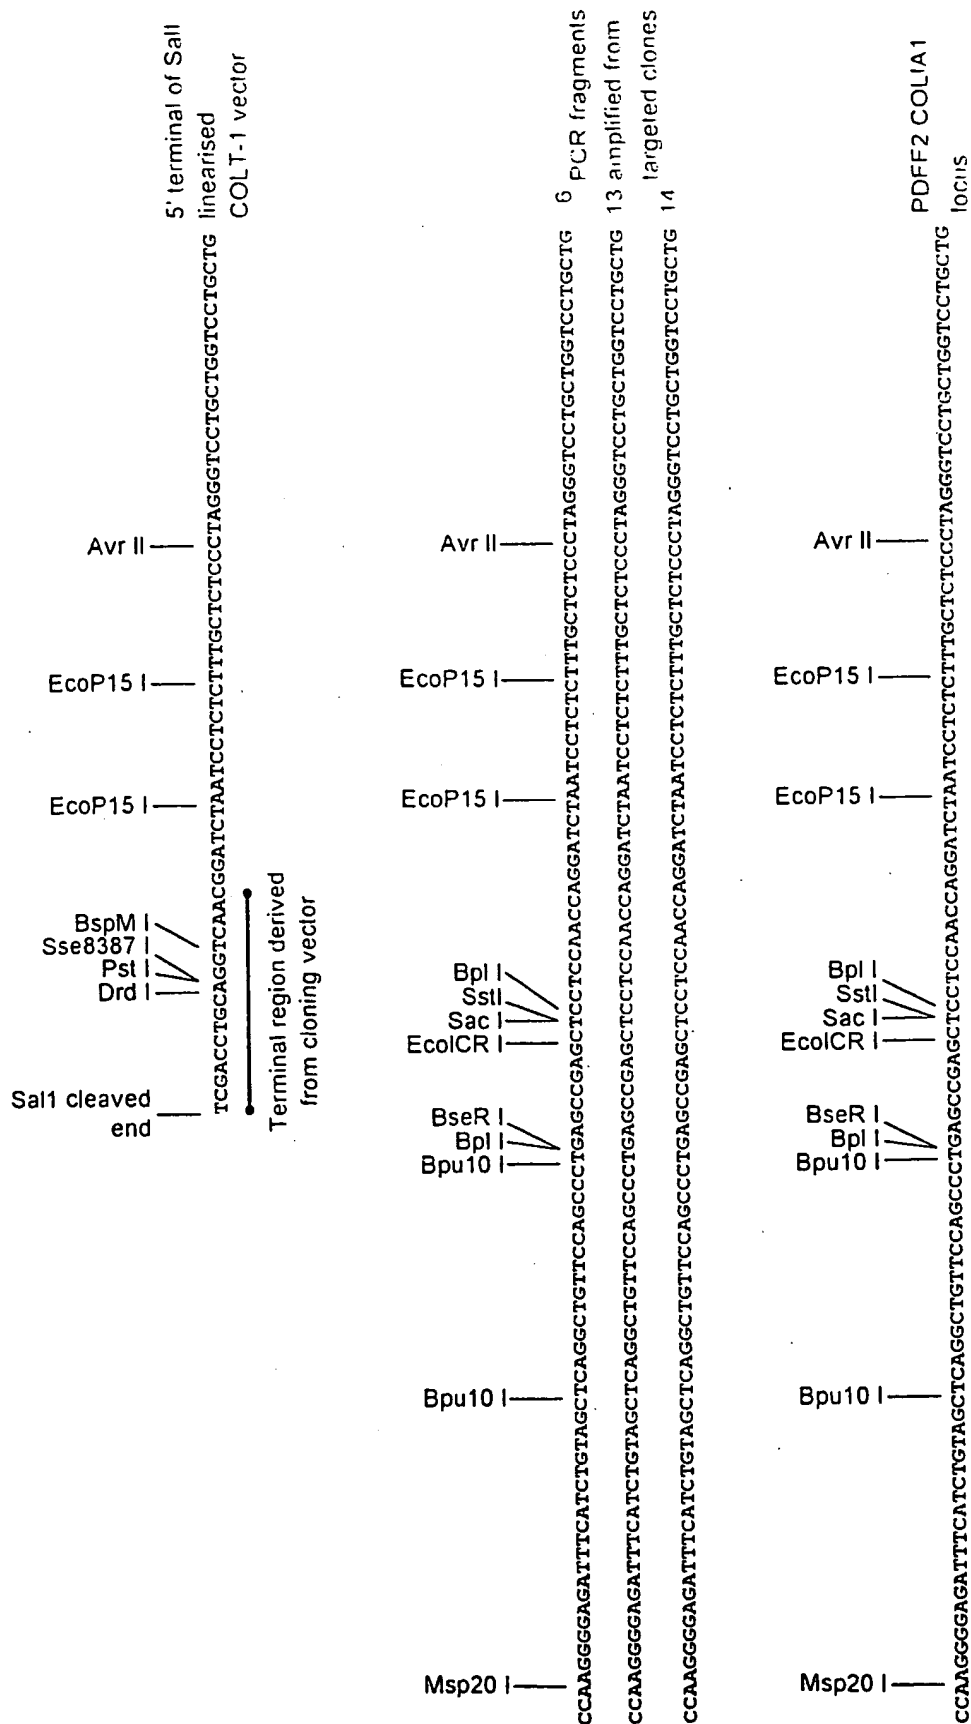 5' terminal of SalI
linearised
COLT-1 vector
TCGACCTGCAGGTCAACGGATCTAATCCTCTCTTTGCTCTCCCTAGGGTCCTGCTGGTCCTGCTG
Avr II
EcoP15 I
EcoP15 I
BspM I
Sse8387 I
Pst I
Drd I
Sal1 cleaved
end
Terminal region derived
from cloning vector
6 PCR fragments
13 amplified from
14 targeted clones
CCAAGGGGAGATTTCATCTGTAGCTCAGGCTGTTCCAGCCCTGAGCCGAGCTCCTCCAACCAGGATCTAATCCTCTCTTTGCTCTCCCTAGGGTCCTGCTGGTCCTGCTG
CCAAGGGGAGATTTCATCTGTAGCTCAGGCTGTTCCAGCCCTGAGCCGAGCTCCTCCAACCAGGATCTAATCCTCTCTTTGCTCTCCCTAGGGTCCTGCTGGTCCTGCTG
CCAAGGGGAGATTTCATCTGTAGCTCAGGCTGTTCCAGCCCTGAGCCGAGCTCCTCCAACCAGGATCTAATCCTCTCTTTGCTCTCCCTAGGGTCCTGCTGGTCCTGCTG
Avr II
EcoP15 I
EcoP15 I
Bpl I
SstI
Sac I
EcoICR I
BseR I
Bpl I
Bpu10 I
Bpu10 I
Msp20 I
PDFF2 COLIA1
locus
CCAAGGGGAGATTTCATCTGTAGCTCAGGCTGTTCCAGCCCTGAGCCGAGCTCCTCCAACCAGGATCTAATCCTCTCTTTGCTCTCCCTAGGGTCCTGCTGGTCCTGCTG
Avr II
EcoP15 I
EcoP15 I
Bpl I
SstI
Sac I
EcoICR I
BseR I
Bpl I
Bpu10 I
Bpu10 I
Msp20 I